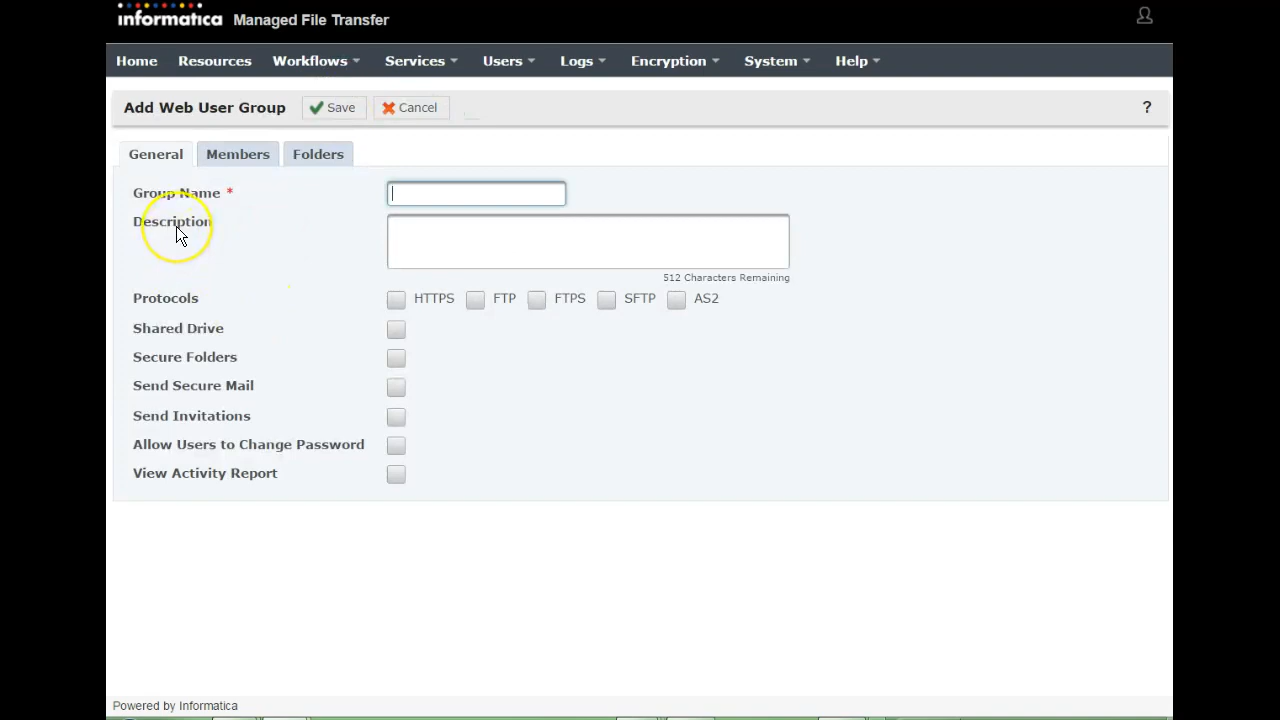 informatica Managed File Transfer
Home Resources Workflows Services Users Logs Encryption System Help
Add Web User Group Save Cancel ?
General Members Folders
Group Name *
Description
512 Characters Remaining
Protocols HTTPS FTP FTPS SFTP AS2
Shared Drive
Secure Folders
Send Secure Mail
Send Invitations
Allow Users to Change Password
View Activity Report
Powered by Informatica